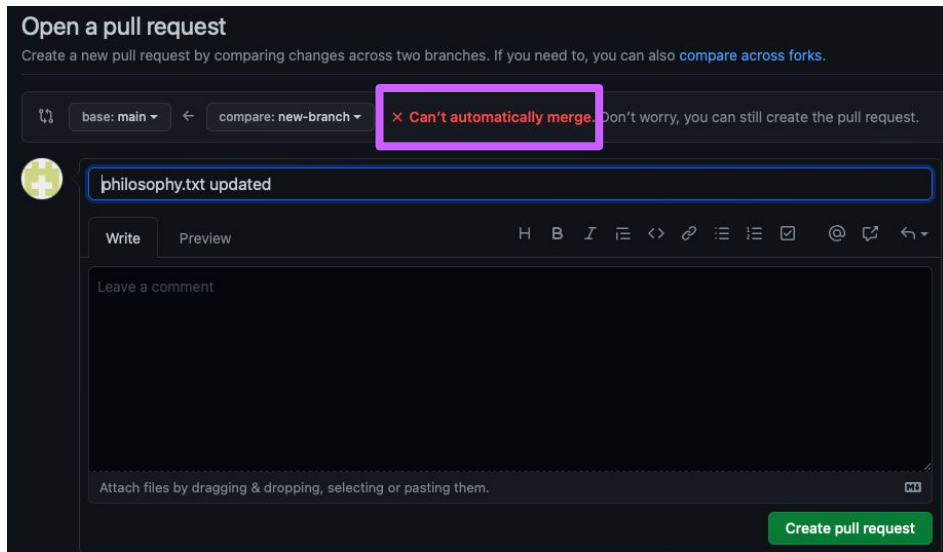 Open a pull request
Create a new pull request by comparing changes across two branches. If you need to, you can also compare across forks.
base: main ← compare: new-branch × Can't automatically merge. Don't worry, you can still create the pull request.
philosophy.txt updated
Write Preview H B I <> @
Leave a comment
Attach files by dragging & dropping, selecting or pasting them.
Create pull request